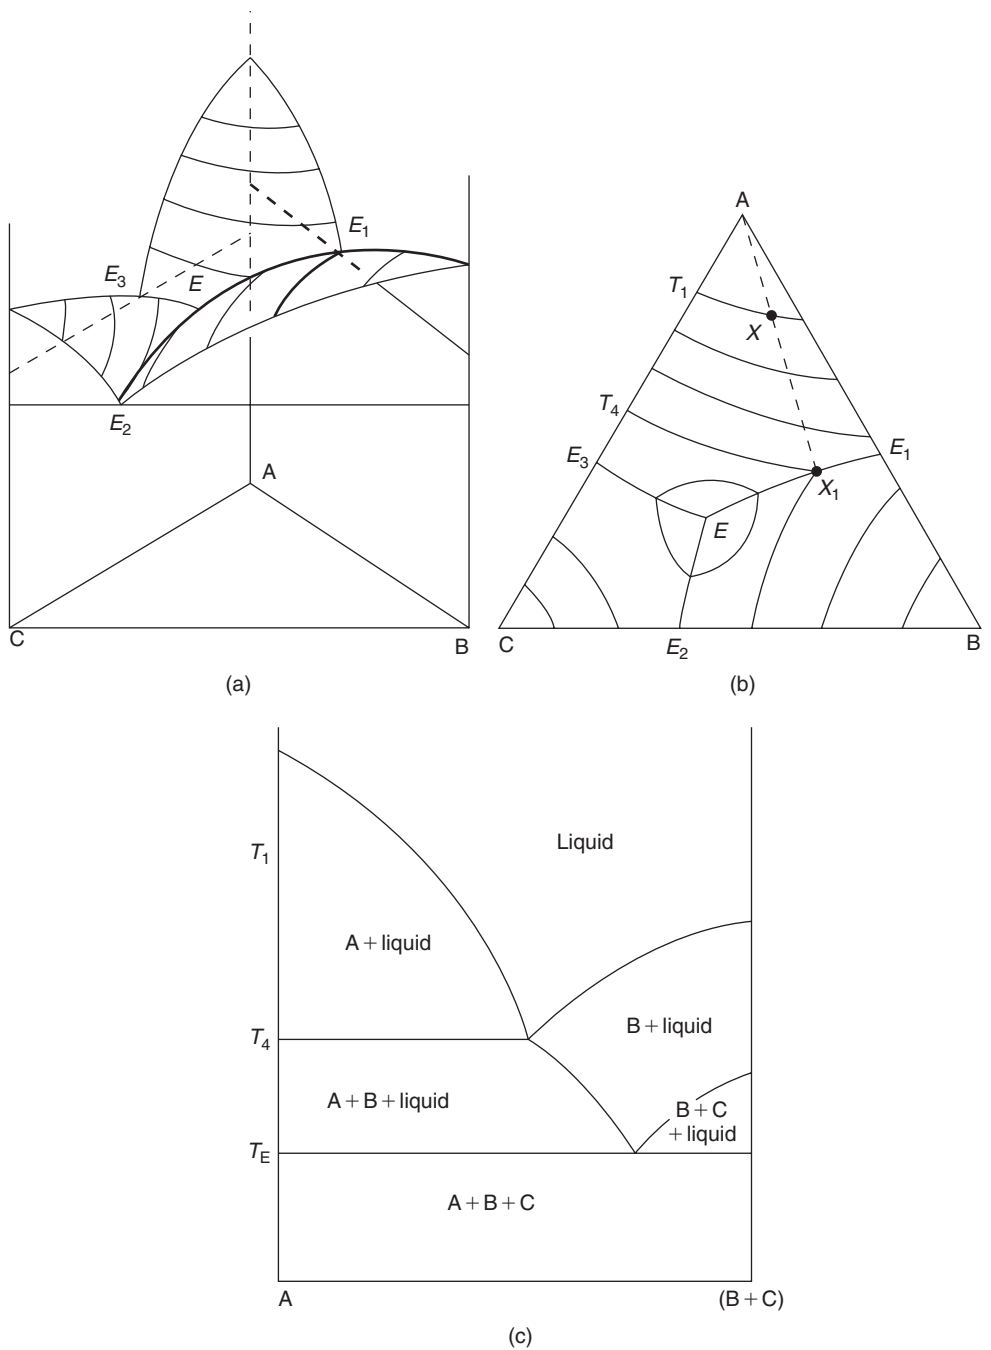 E1
E3
E
E2
A
C
B
(a)
A
T1
X
T4
E3
E1
X1
E
C
E2
B
(b)
T1
Liquid
A + liquid
T4
B + liquid
A + B + liquid
B + C
+ liquid
TE
A + B + C
A
(B + C)
(c)